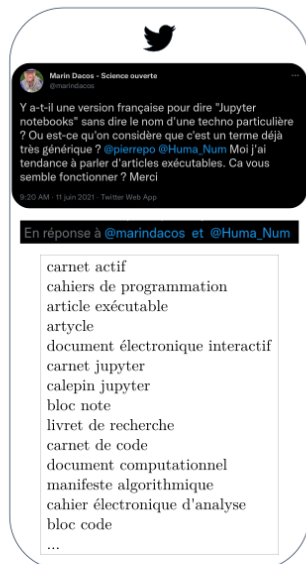 Marin Dacos - Science ouverte
@marindacos
Y a-t-il une version française pour dire "Jupyter
notebooks" sans dire le nom d'une techno particulière
? Ou est-ce qu'on considère que c'est un terme déjà
très générique ? @pierrepo @Huma_Num Moi j'ai
tendance à parler d'articles exécutables. Ca vous
semble fonctionner ? Merci
9:20 AM · 11 juin 2021 · Twitter Web App
En réponse à @marindacos et @Huma_Num
carnet actif
cahiers de programmation
article exécutable
artycle
document électronique interactif
carnet jupyter
calepin jupyter
bloc note
livret de recherche
carnet de code
document computationnel
manifeste algorithmique
cahier électronique d'analyse
bloc code
...